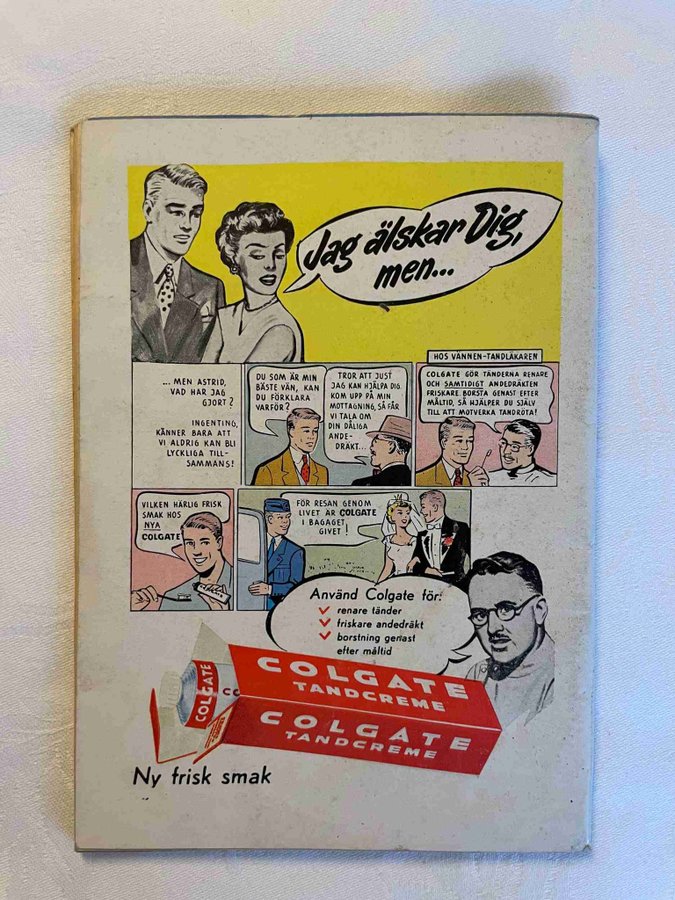 Jag älskar Dig,
men...
... MEN ASTRID,
VAD HAR JAG
GJORT?
INGENTING,
KÄNNER BARA ATT
VI ALDRIG KAN BLI
LYCKLIGA TILL-
SAMMANS!
DU SOM ÄR MIN
BÄSTE VÄN, KAN
DU FÖRKLARA
VARFÖR?
TROR ATT JUST
JAG KAN HJÄLPA DIG.
KOM UPP PÅ MIN
MOTTAGNING, SÅ FÅR
VI TALA OM
DIN DÅLIGA
ANDE-
DRÄKT...
HOS VÄNNEN-TANDLÄKAREN
COLGATE GÖR TÄNDERNA RENARE
OCH SAMTIDIGT ANDEDRÄKTEN
FRISKARE. BORSTA GENAST EFTER
MÅLTID, SÅ HJÄLPER DU SJÄLV
TILL ATT MOTVERKA TANDRÖTA!
VILKEN HÄRLIG FRISK
SMAK HOS
NYA
COLGATE
FÖR RESAN GENOM
LIVET ÄR COLGATE
I BAGAGET
GIVET!
Använd Colgate för:
renare tänder
friskare andedräkt
borstning genast
efter måltid
COLGATE
CO
COLGATE
TANDCREME
COLGATE
TANDCREME
Ny frisk smak